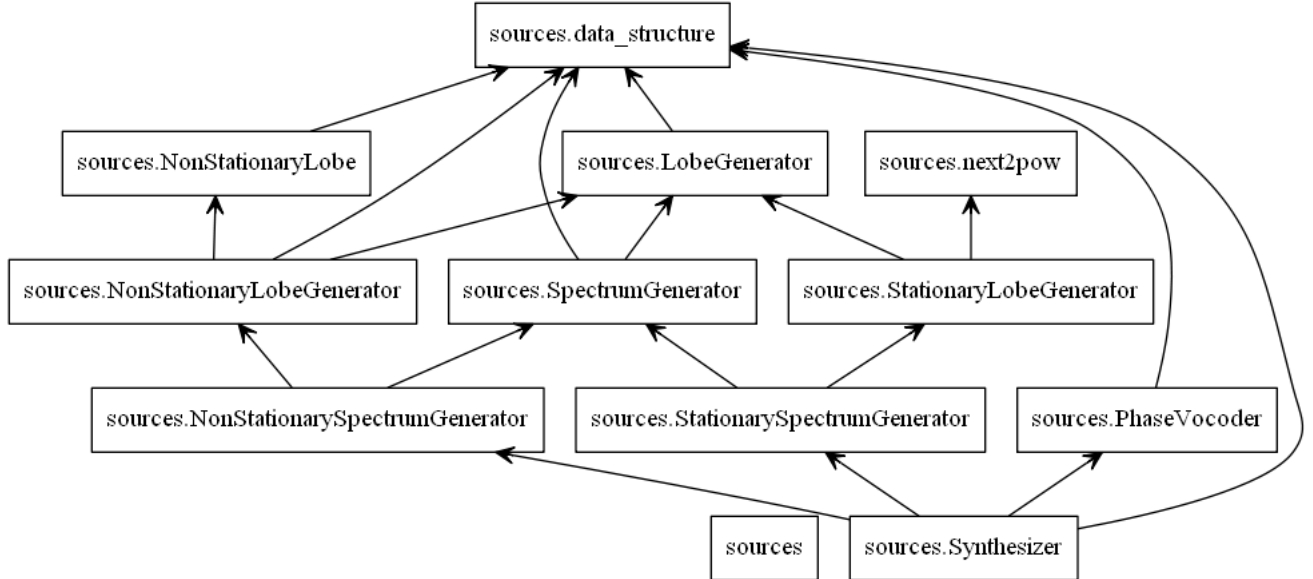 sources.data_structure
sources.NonStationaryLobe
sources.LobeGenerator
sources.next2pow
sources.NonStationaryLobeGenerator
sources.SpectrumGenerator
sources.StationaryLobeGenerator
sources.NonStationarySpectrumGenerator
sources.StationarySpectrumGenerator
sources.PhaseVocoder
sources
sources.Synthesizer